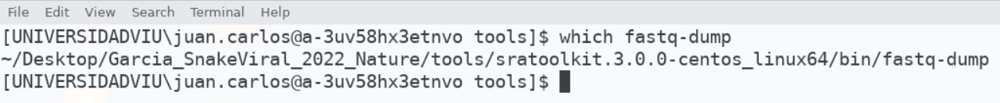 File Edit View Search Terminal Help
[UNIVERSIDADVIU\juan.carlos@a-3uv58hx3etnvo tools]$ which fastq-dump
~/Desktop/Garcia_SnakeViral_2022_Nature/tools/sratoolkit.3.0.0-centos_linux64/bin/fastq-dump
[UNIVERSIDADVIU\juan.carlos@a-3uv58hx3etnvo tools]$